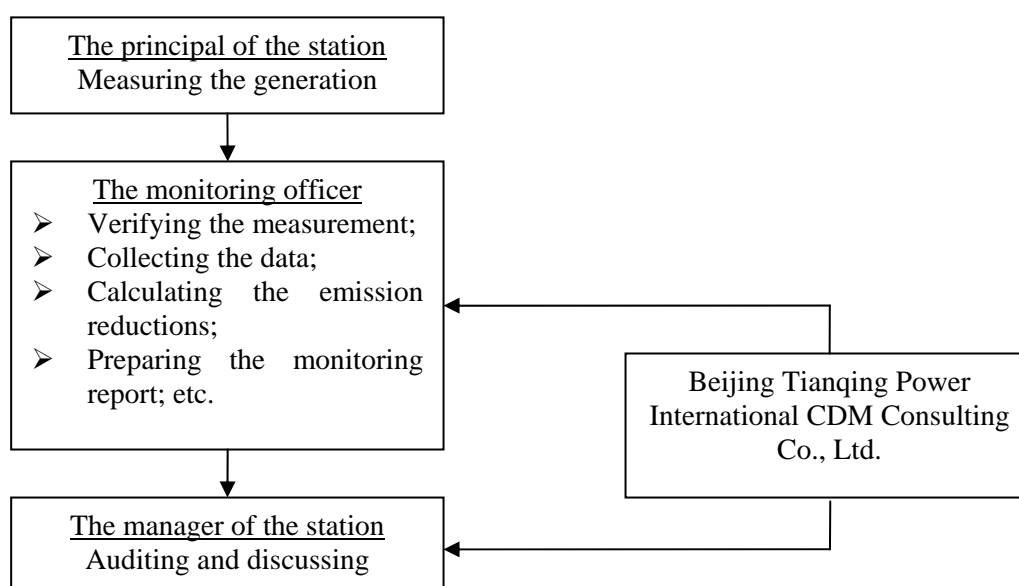 The principal of the station
Measuring the generation
The monitoring officer
➢ Verifying the measurement;
➢ Collecting the data;
➢ Calculating the emission
reductions;
➢ Preparing the monitoring
report; etc.
Beijing Tianqing Power
International CDM Consulting
Co., Ltd.
The manager of the station
Auditing and discussing